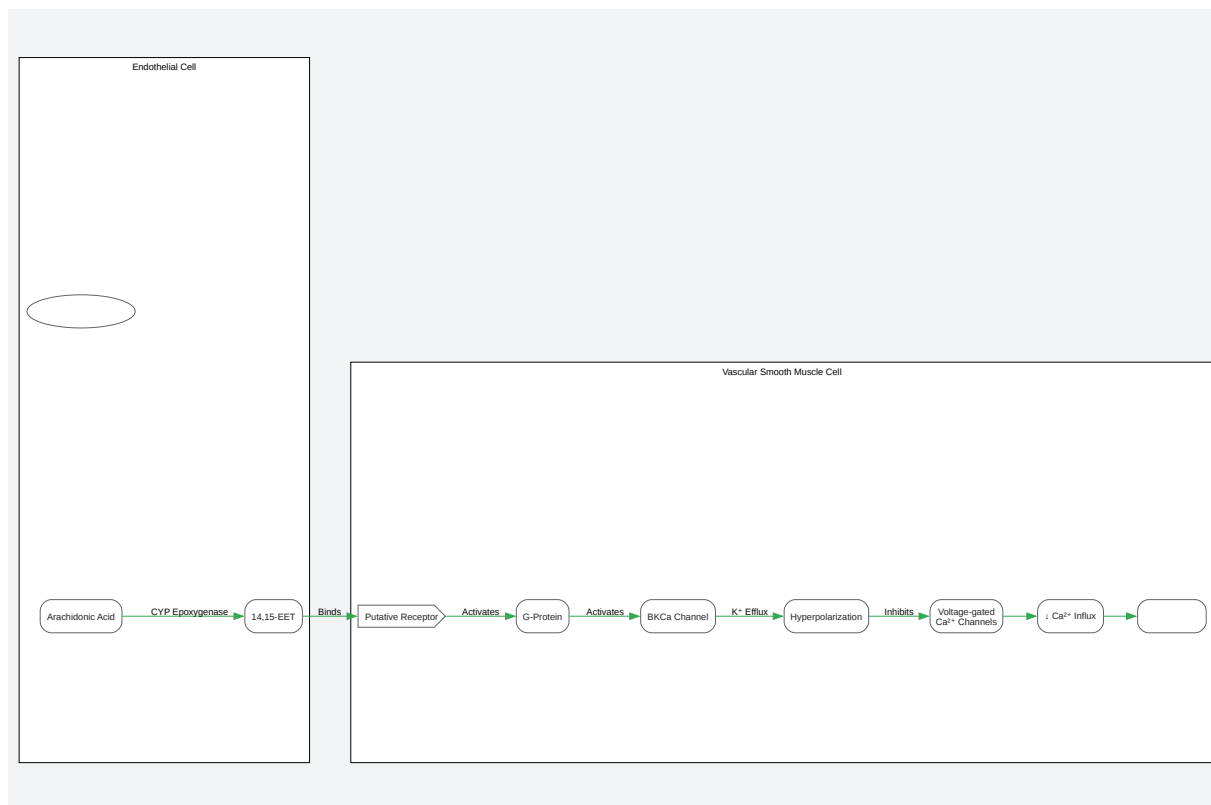 Endothelial Cell
Vascular Smooth Muscle Cell
Arachidonic Acid
CYP Epoxygenase
14,15-EET
Binds
Putative Receptor
Activates
G-Protein
Activates
BKCa Channel
K⁺ Efflux
Hyperpolarization
Inhibits
Voltage-gated
Ca²⁺ Channels
↓ Ca²⁺ Influx